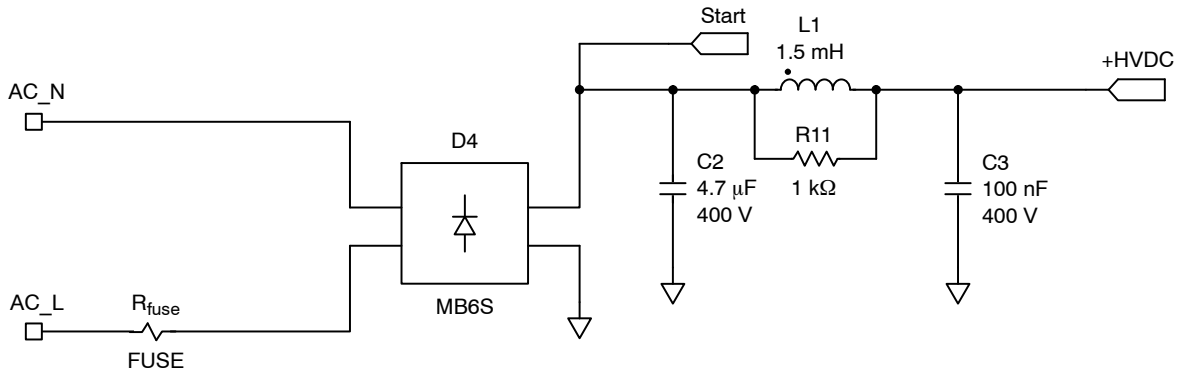 Start
L1
1.5 mH
+HVDC
AC_N
D4
R11
1 kΩ
C2
4.7 μF
400 V
C3
100 nF
400 V
MB6S
AC_L
Rfuse
FUSE